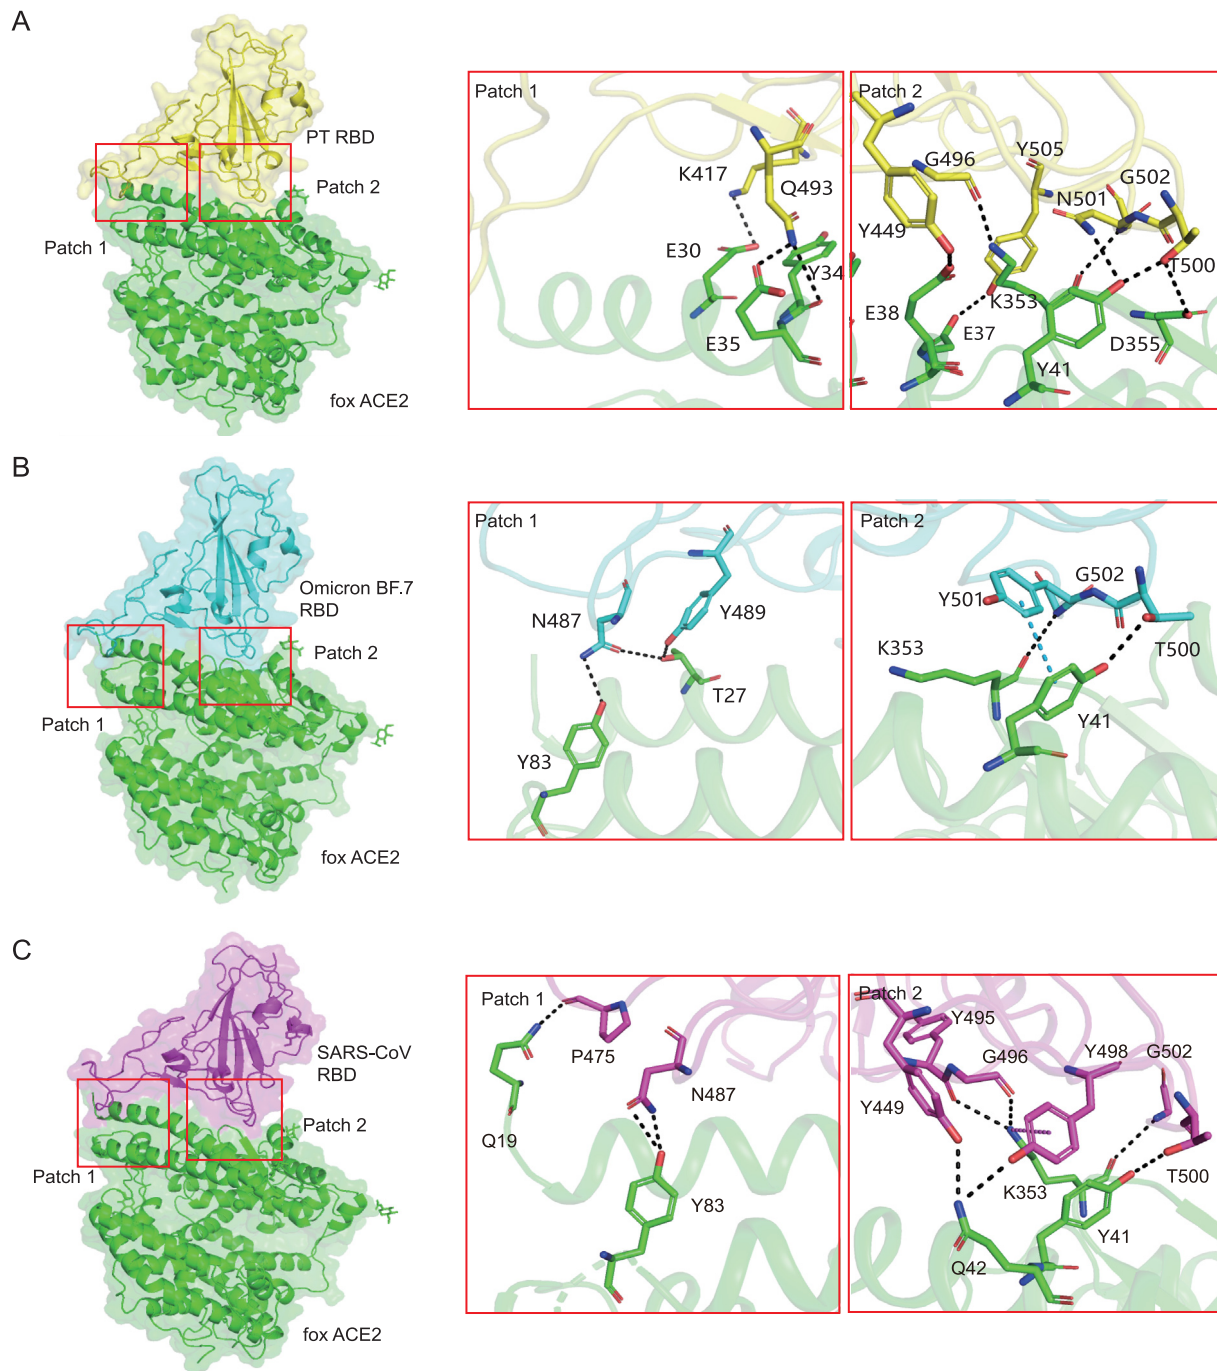 A
PT RBD
Patch 2
Patch 1
fox ACE2
Patch 1
K417
Q493
E30
Y34
E35
Patch 2
G496
Y505
G502
N501
Y449
T500
K353
E38
E37
D355
Y41
B
Omicron BF.7
RBD
Patch 2
Patch 1
fox ACE2
Patch 1
N487
Y489
T27
Y83
Patch 2
G502
Y501
T500
K353
Y41
C
SARS-CoV
RBD
Patch 2
Patch 1
fox ACE2
Patch 1
P475
N487
Q19
Y83
Patch 2
Y495
G496
Y498
G502
Y449
T500
K353
Y41
Q42